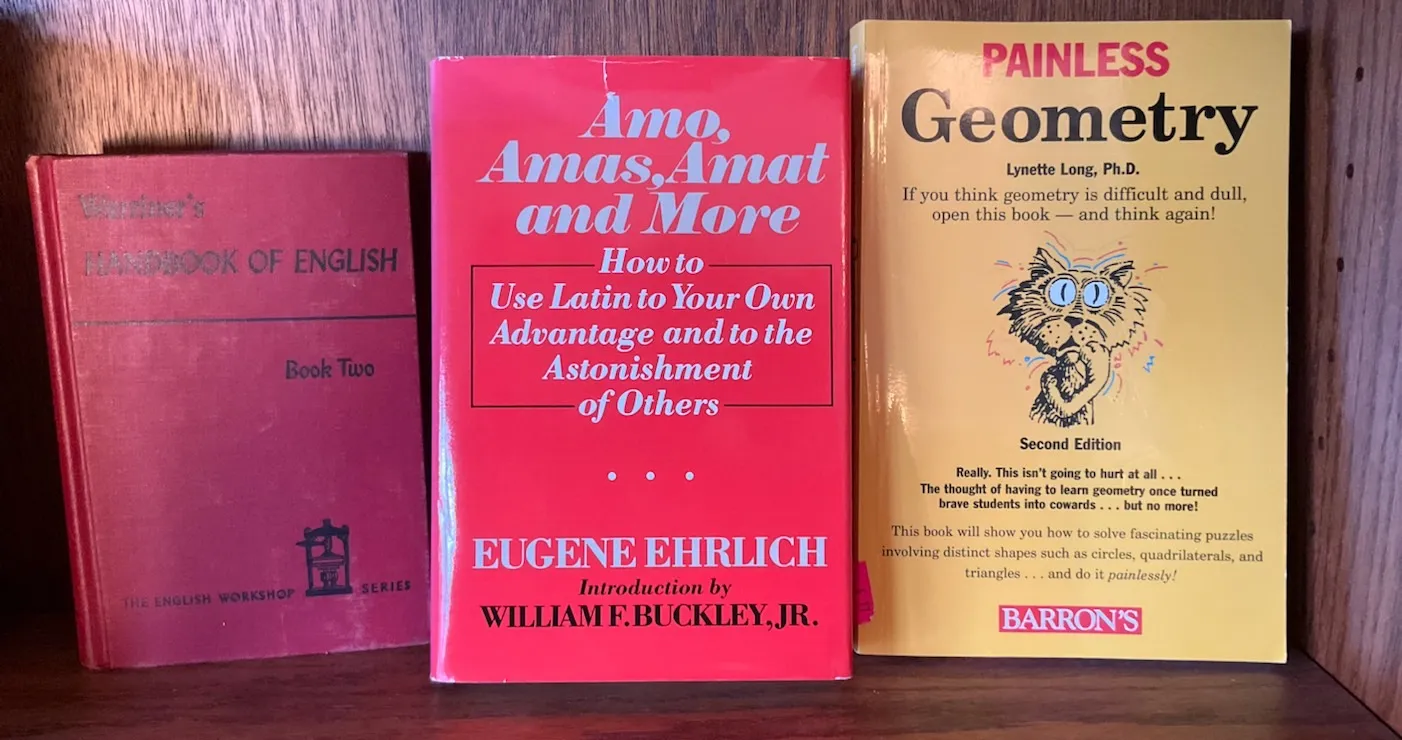 Warriner's
HANDBOOK OF ENGLISH
Book Two
THE ENGLISH WORKSHOP SERIES
Amo,
Amas, Amat
and More
How to
Use Latin to Your Own
Advantage and to the
Astonishment
of Others
EUGENE EHRLICH
Introduction by
WILLIAM F. BUCKLEY, JR.
PAINLESS
Geometry
Lynette Long, Ph.D.
If you think geometry is difficult and dull,
open this book — and think again!
Second Edition
Really. This isn't going to hurt at all . . .
The thought of having to learn geometry once turned
brave students into cowards . . . but no more!
This book will show you how to solve fascinating puzzles
involving distinct shapes such as circles, quadrilaterals, and
triangles . . . and do it painlessly!
BARRON'S